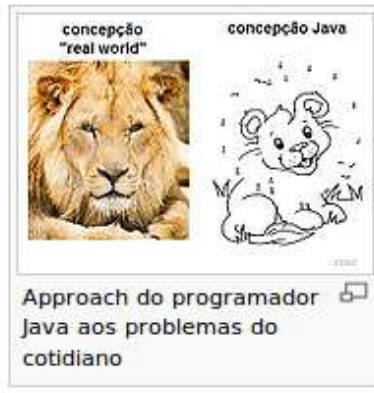 concepção
"real world"
concepção Java
Approach do programador
Java aos problemas do
cotidiano